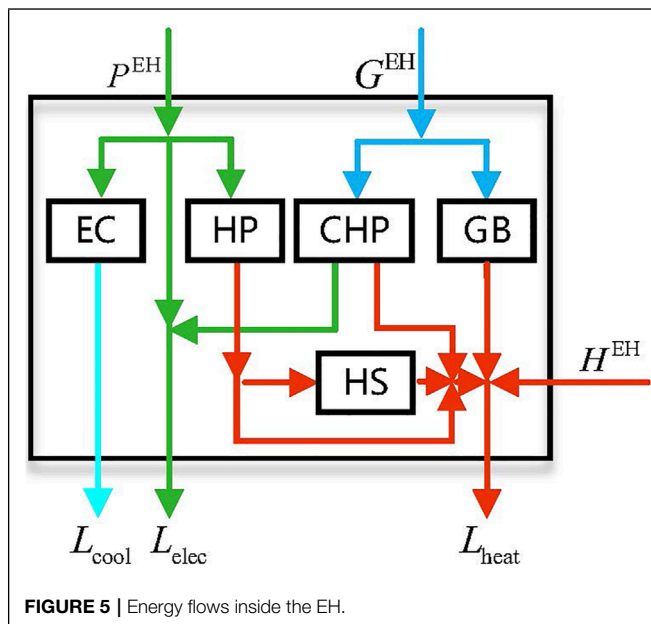 P^EH G^EH
EC HP CHP GB
HS H^EH
L_cool L_elec L_heat
FIGURE 5 | Energy flows inside the EH.